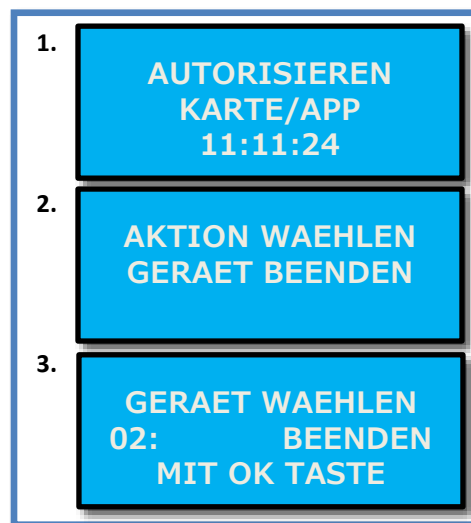 1.
AUTORISIEREN
KARTE/APP
11:11:24
2.
AKTION WAEHLEN
GERAET BEENDEN
3.
GERAET WAEHLEN
02: BEENDEN
MIT OK TASTE